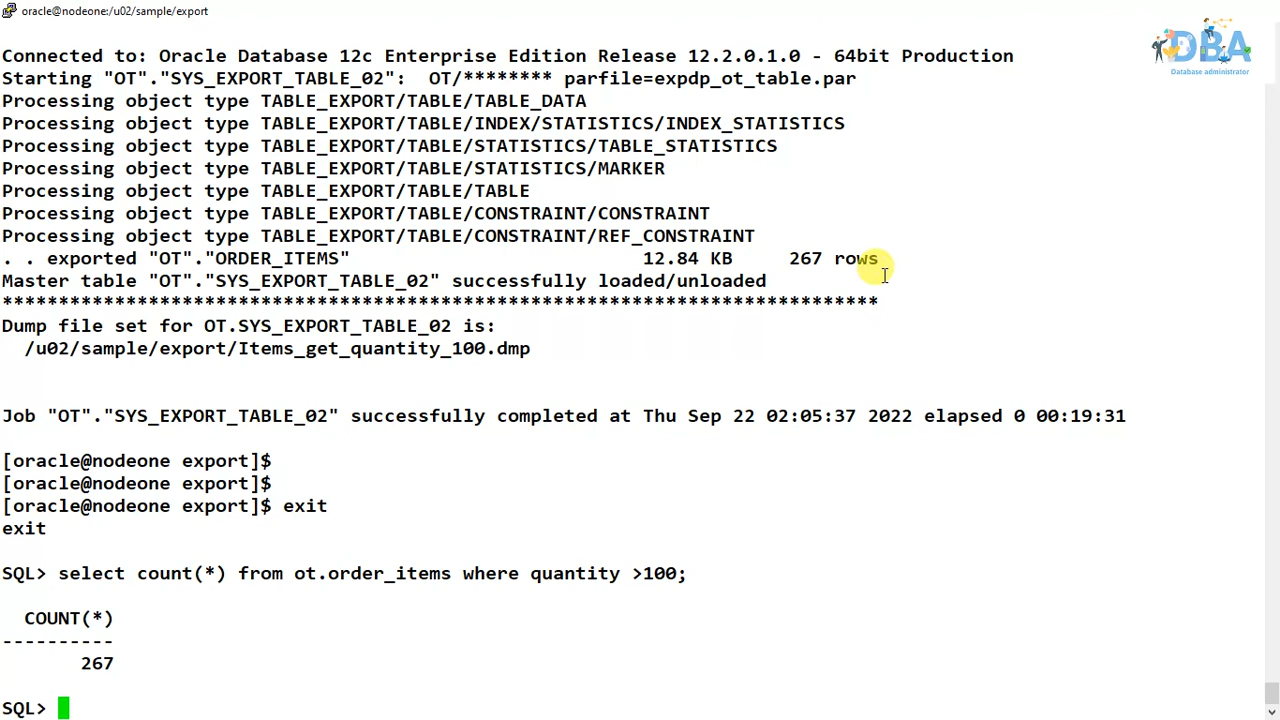 oracle@nodeone:/u02/sample/export
DBA
Database administrator
Connected to: Oracle Database 12c Enterprise Edition Release 12.2.0.1.0 - 64bit Production
Starting "OT"."SYS_EXPORT_TABLE_02":  OT/******** parfile=expdp_ot_table.par
Processing object type TABLE_EXPORT/TABLE/TABLE_DATA
Processing object type TABLE_EXPORT/TABLE/INDEX/STATISTICS/INDEX_STATISTICS
Processing object type TABLE_EXPORT/TABLE/STATISTICS/TABLE_STATISTICS
Processing object type TABLE_EXPORT/TABLE/STATISTICS/MARKER
Processing object type TABLE_EXPORT/TABLE/TABLE
Processing object type TABLE_EXPORT/TABLE/CONSTRAINT/CONSTRAINT
Processing object type TABLE_EXPORT/TABLE/CONSTRAINT/REF_CONSTRAINT
. . exported "OT"."ORDER_ITEMS"                          12.84 KB     267 rows
Master table "OT"."SYS_EXPORT_TABLE_02" successfully loaded/unloaded
******************************************************************************
Dump file set for OT.SYS_EXPORT_TABLE_02 is:
  /u02/sample/export/Items_get_quantity_100.dmp
Job "OT"."SYS_EXPORT_TABLE_02" successfully completed at Thu Sep 22 02:05:37 2022 elapsed 0 00:19:31
[oracle@nodeone export]$
[oracle@nodeone export]$
[oracle@nodeone export]$ exit
exit
SQL> select count(*) from ot.order_items where quantity >100;
  COUNT(*)
----------
       267
SQL>